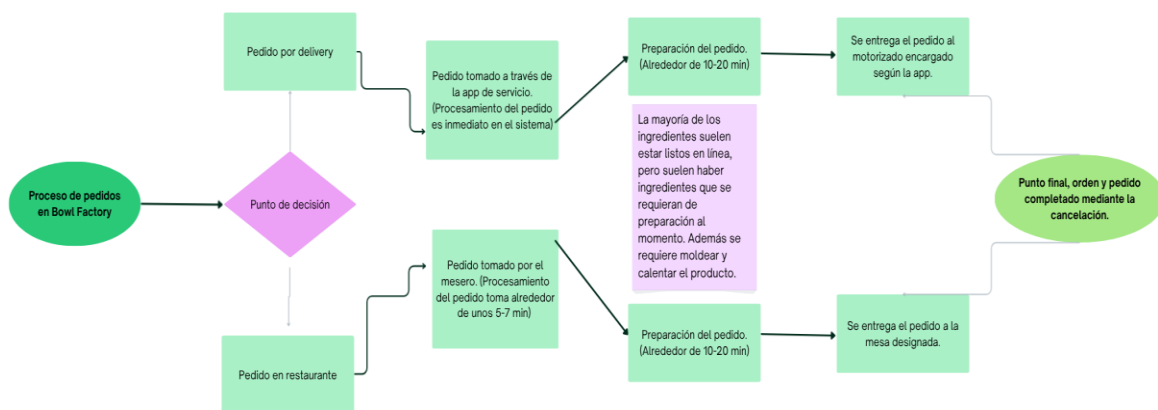 Proceso de pedidos
en Bowl Factory
Punto de decisión
Pedido por delivery
Pedido tomado a través de
la app de servicio.
(Procesamiento del pedido
es inmediato en el sistema)
Preparación del pedido.
(Alrededor de 10-20 min)
Se entrega el pedido al
motorizado encargado
según la app.
La mayoría de los
ingredientes suelen
estar listos en línea,
pero suelen haber
ingredientes que se
requieran de
preparación al
momento. Además se
requiere moldear y
calentar el producto.
Punto final, orden y pedido
completado mediante la
cancelación.
Pedido en restaurante
Pedido tomado por el
mesero. (Procesamiento
del pedido toma alrededor
de unos 5-7 min)
Preparación del pedido.
(Alrededor de 10-20 min)
Se entrega el pedido a la
mesa designada.